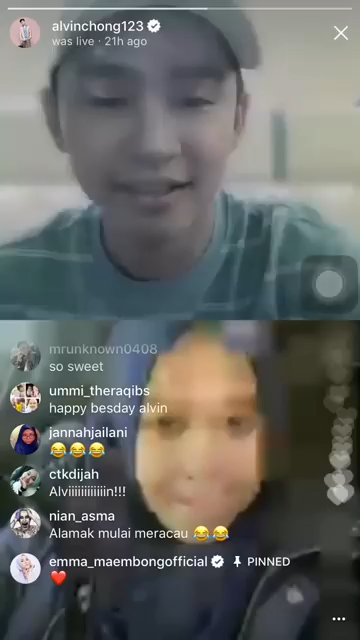 alvinchong123
was live · 21h ago
mrunknown0408
so sweet
ummi_theraqibs
happy besday alvin
jannahjailani
😂😂😂
ctkdijah
Alviiiiiiiiiiiin!!!
nian_asma
Alamak mulai meracau 😂😂
emma_maembongofficial PINNED
❤️